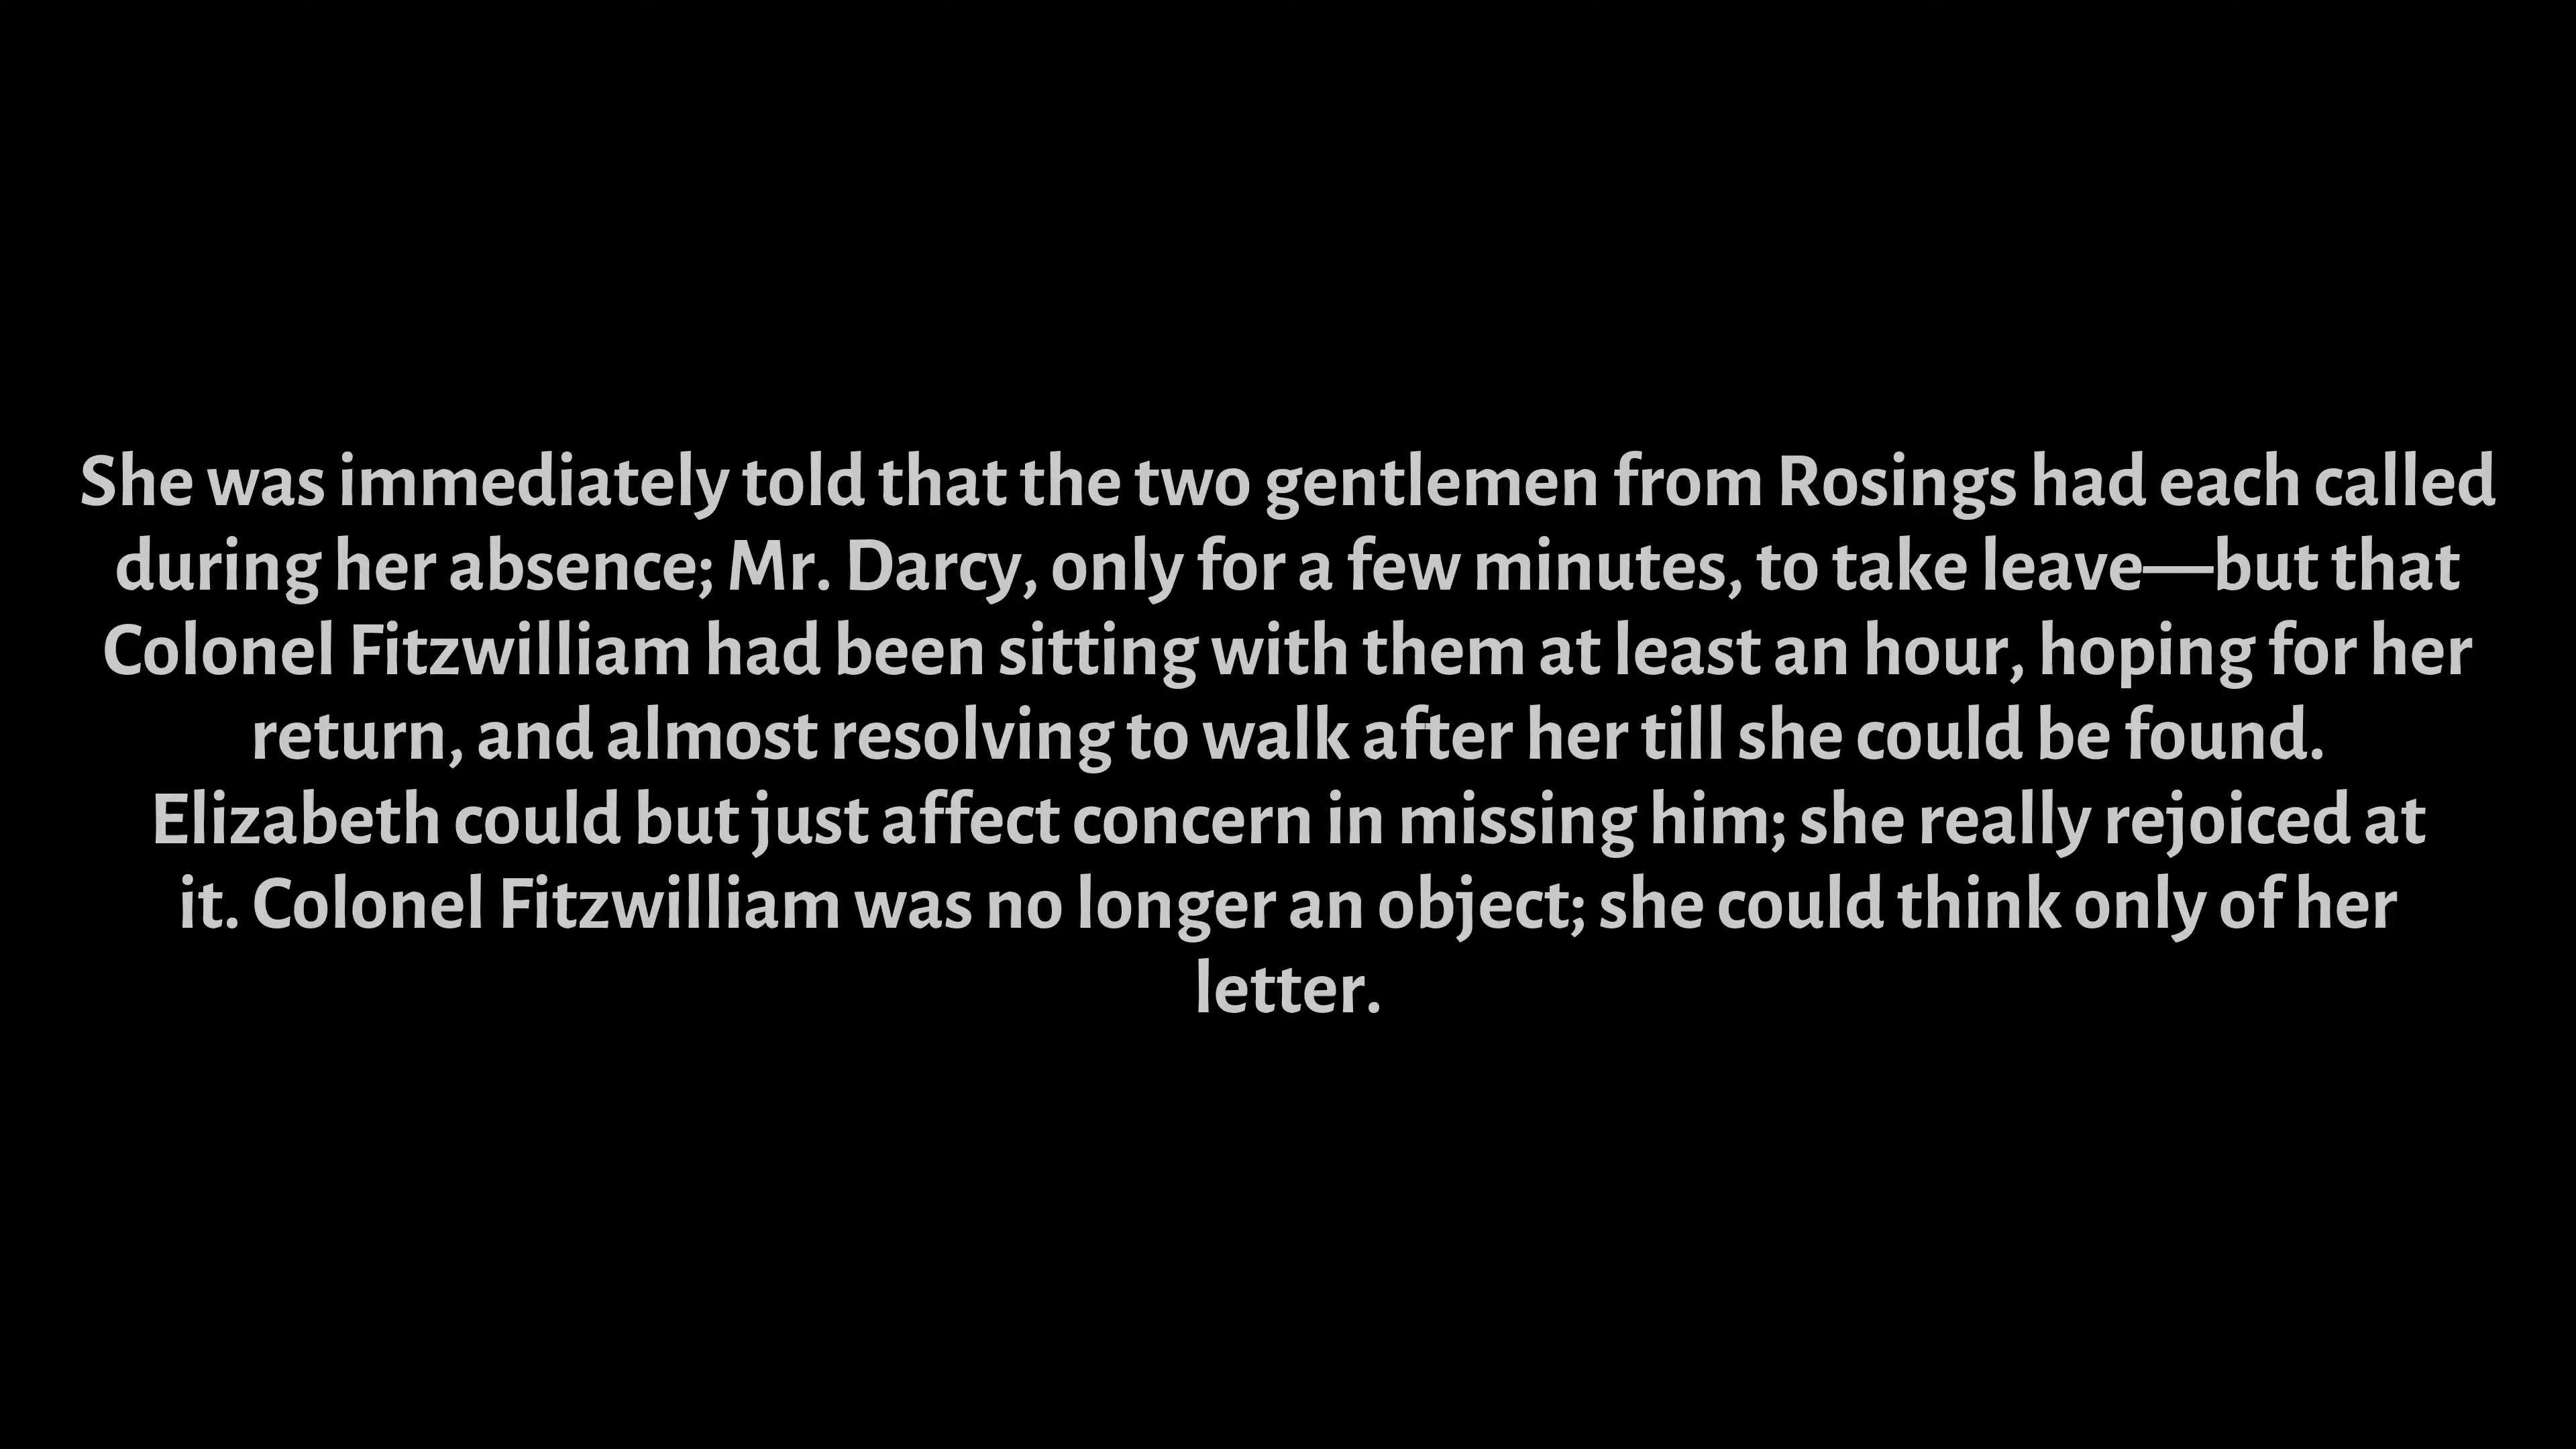 She was immediately told that the two gentlemen from Rosings had each called
during her absence; Mr. Darcy, only for a few minutes, to take leave—but that
Colonel Fitzwilliam had been sitting with them at least an hour, hoping for her
return, and almost resolving to walk after her till she could be found.
Elizabeth could but just affect concern in missing him; she really rejoiced at
it. Colonel Fitzwilliam was no longer an object; she could think only of her
letter.